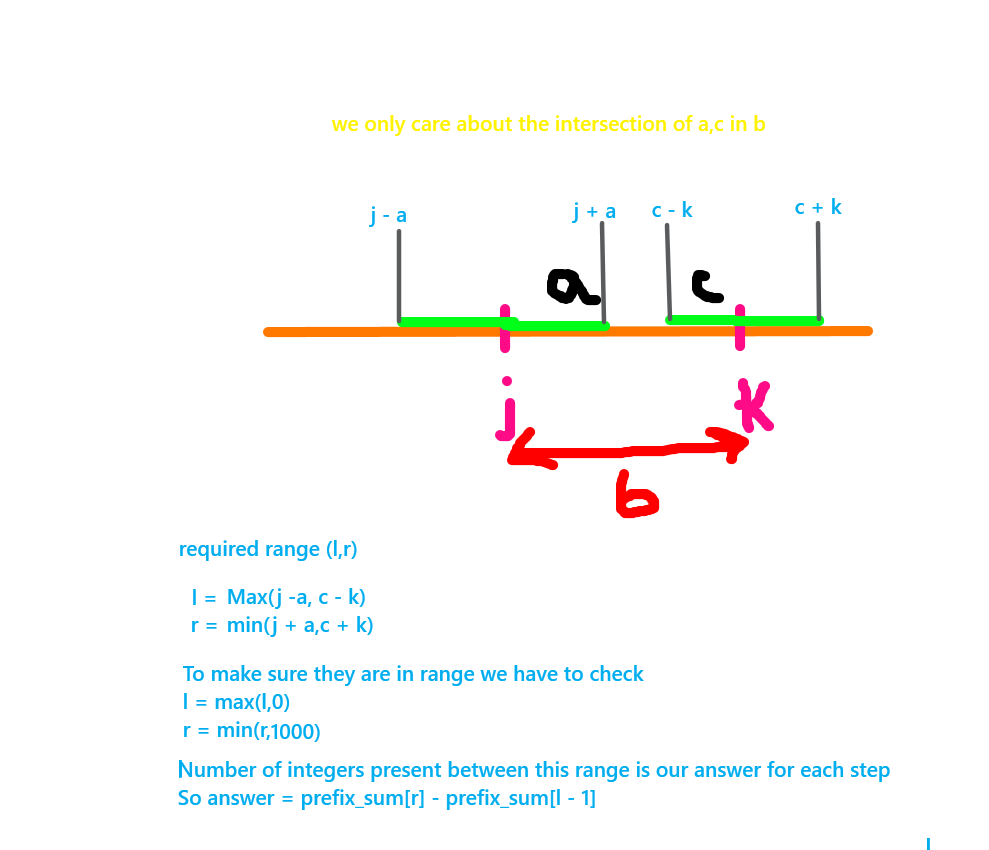 we only care about the intersection of a,c in b
j - a
j + a
c - k
c + k
a
c
j
k
b
required range (l,r)
l = Max(j -a, c - k)
r = min(j + a,c + k)
To make sure they are in range we have to check
l = max(l,0)
r = min(r,1000)
Number of integers present between this range is our answer for each step
So answer = prefix_sum[r] - prefix_sum[l - 1]